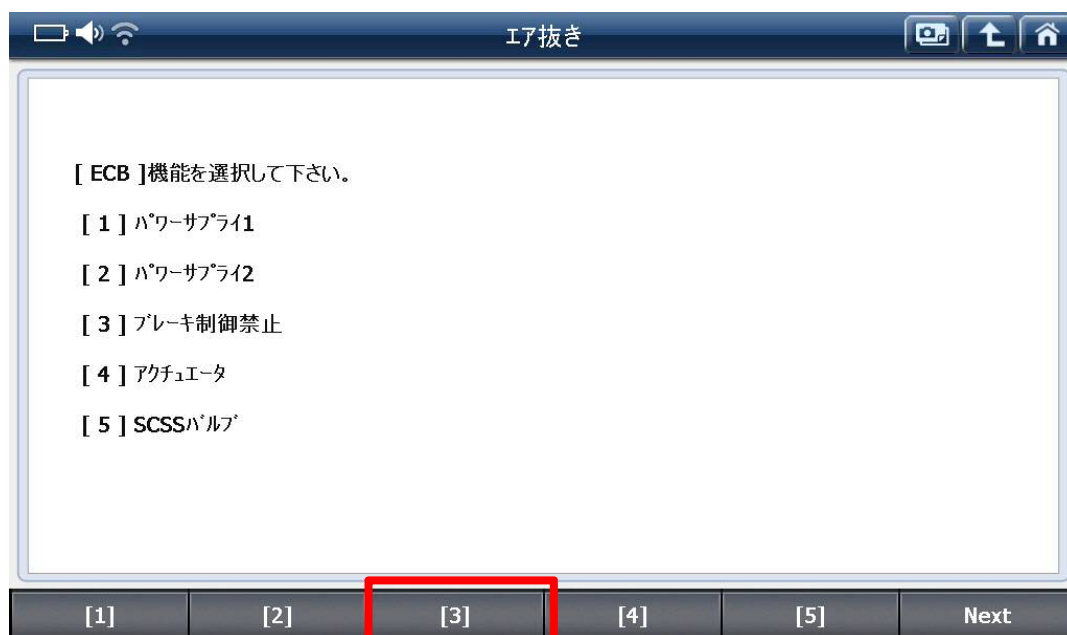 エア抜き
[ ECB ]機能を選択して下さい。
[ 1 ] ﾊﾟﾜｰｻﾌﾟﾗｲ1
[ 2 ] ﾊﾟﾜｰｻﾌﾟﾗｲ2
[ 3 ] ﾌﾞﾚｰｷ制御禁止
[ 4 ] ｱｸﾁｭｴｰﾀ
[ 5 ] SCSSﾊﾞﾙﾌﾞ
[1] [2] [3] [4] [5] Next